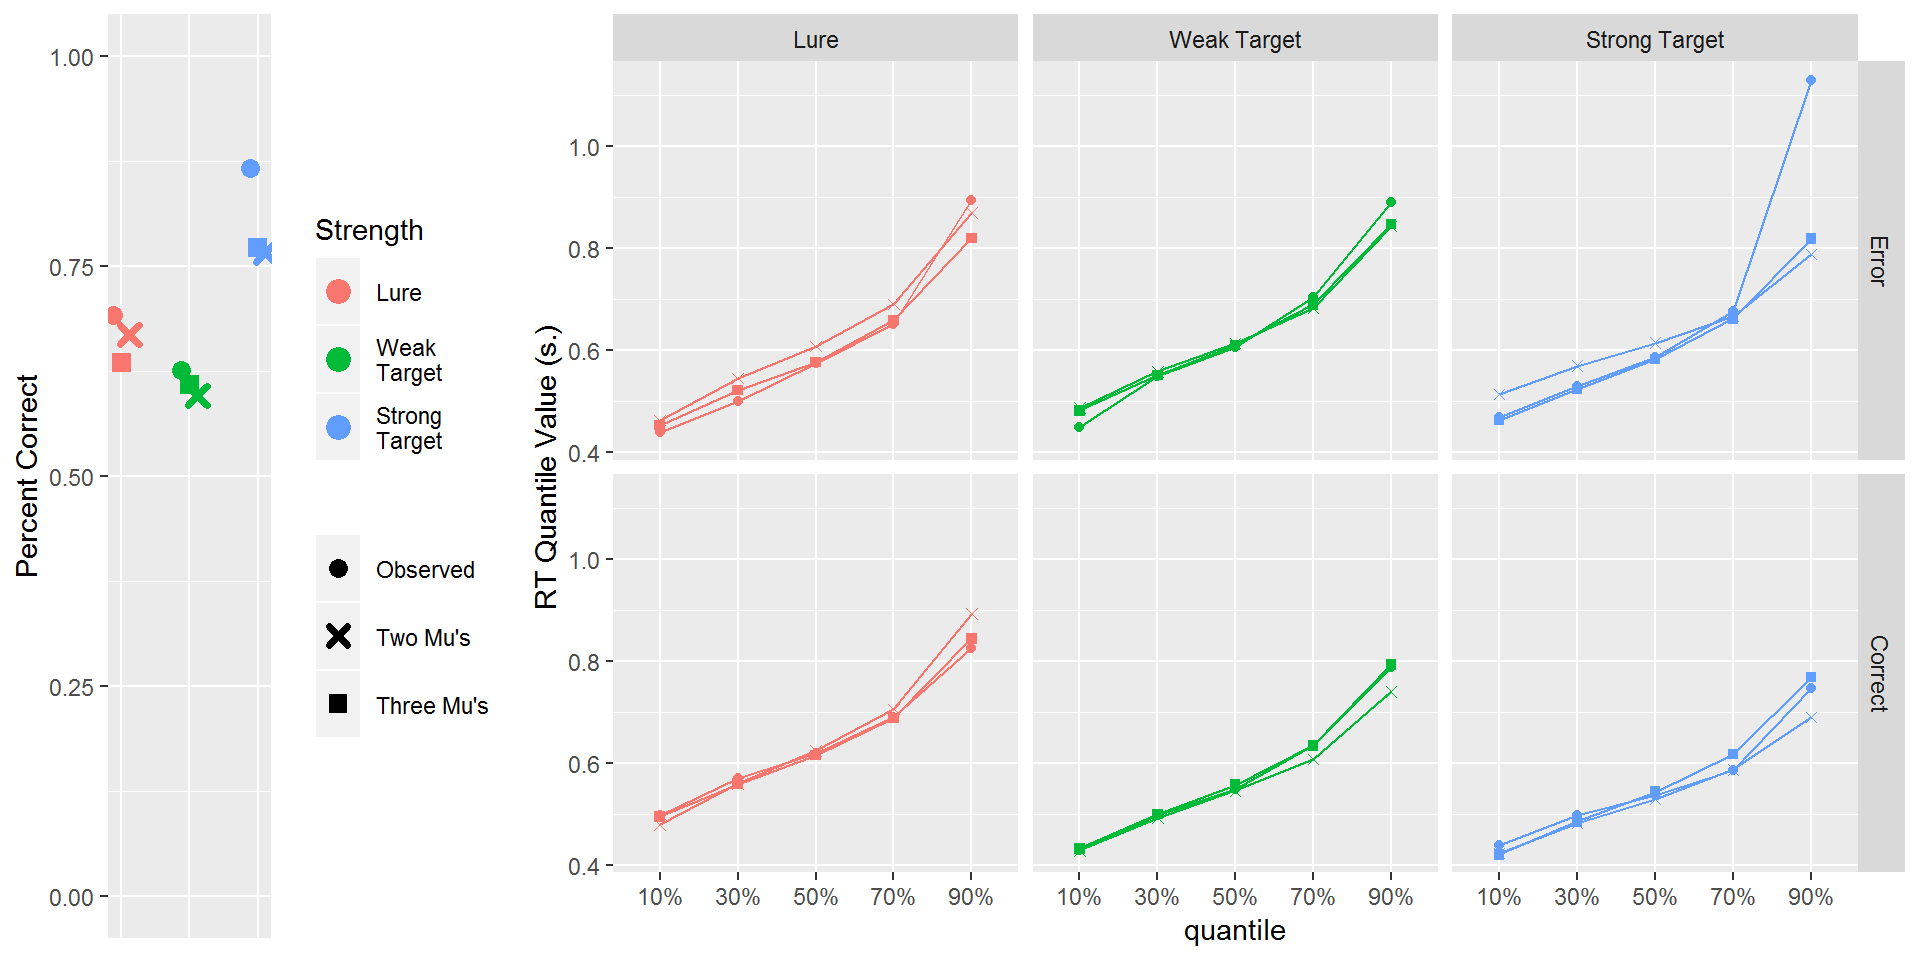 Percent Correct
1.00
0.75
0.50
0.25
0.00
Strength
Lure
Weak
Target
Strong
Target
Observed
Two Mu's
Three Mu's
RT Quantile Value (s.)
Lure
Weak Target
Strong Target
1.0
0.8
0.6
0.4
Error
1.0
0.8
0.6
0.4
Correct
10% 30% 50% 70% 90%
10% 30% 50% 70% 90%
10% 30% 50% 70% 90%
quantile